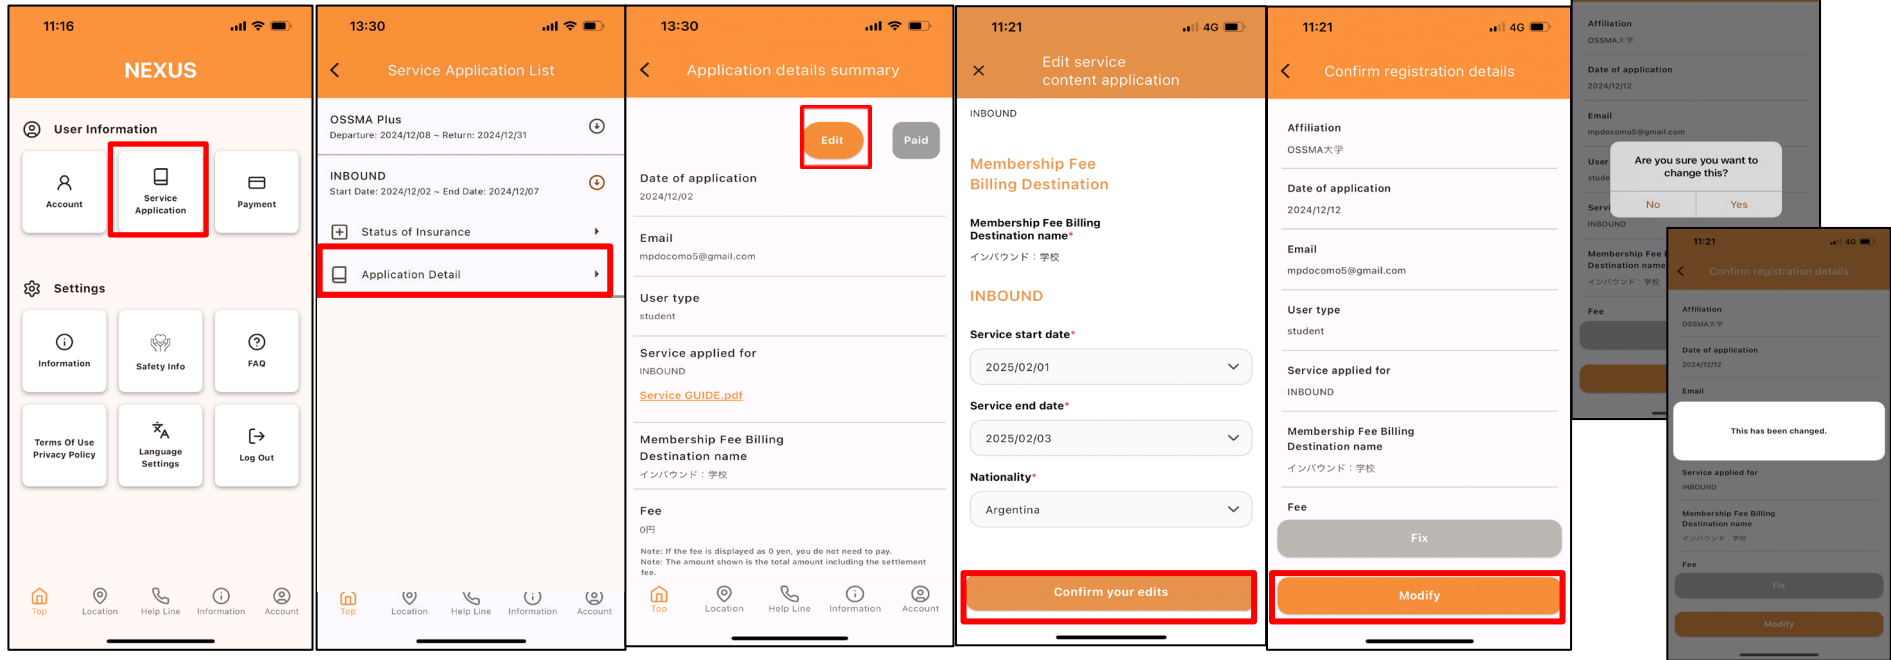 11:16
NEXUS
User Information
Account
Service
Application
Payment
Settings
Information
Safety Info
FAQ
Terms Of Use
Privacy Policy
Language
Settings
Log Out
Top
Location
Help Line
Information
Account
13:30
Service Application List
OSSMA Plus
Departure: 2024/12/08 ~ Return: 2024/12/31
INBOUND
Start Date: 2024/12/02 ~ End Date: 2024/12/07
Status of Insurance
Application Detail
Top
Location
Help Line
Information
Account
13:30
Application details summary
Edit
Paid
Date of application
2024/12/02
Email
mpdocomo5@gmail.com
User type
student
Service applied for
INBOUND
Service GUIDE.pdf
Membership Fee Billing
Destination name
インバウンド：学校
Fee
0円
Note: If the fee is displayed as 0 yen, you do not need to pay.
Note: The amount shown is the total amount including the settlement
fee.
Top
Location
Help Line
Information
Account
11:21
4G
Edit service
content application
INBOUND
Membership Fee
Billing Destination
Membership Fee Billing
Destination name*
インバウンド：学校
INBOUND
Service start date*
2025/02/01
Service end date*
2025/02/03
Nationality*
Argentina
Confirm your edits
11:21
4G
Confirm registration details
Affiliation
OSSMA大学
Date of application
2024/12/12
Email
mpdocomo5@gmail.com
User type
student
Service applied for
INBOUND
Membership Fee Billing
Destination name
インバウンド：学校
Fee
Fix
Modify
Affiliation
OSSMA大学
Date of application
2024/12/12
Email
mpdocomo5@gmail.com
User
stude
Are you sure you want to
change this?
No
Yes
Servi
INBOUND
Membership Fee
Destination name
インバウンド：学校
Fee
11:21
4G
Confirm registration details
Affiliation
OSSMA大学
Date of application
2024/12/12
Email
This has been changed.
Service applied for
INBOUND
Membership Fee Billing
Destination name
インバウンド：学校
Fee
Fix
Modify